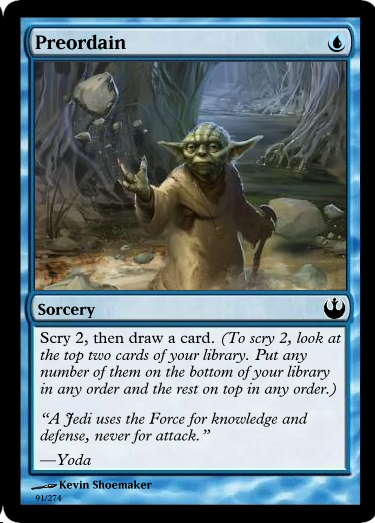 Preordain
Sorcery
Scry 2, then draw a card. (To scry 2, look at
the top two cards of your library. Put any
number of them on the bottom of your library
in any order and the rest on top in any order.)
“A Jedi uses the Force for knowledge and
defense, never for attack.”
—Yoda
Kevin Shoemaker
91/274